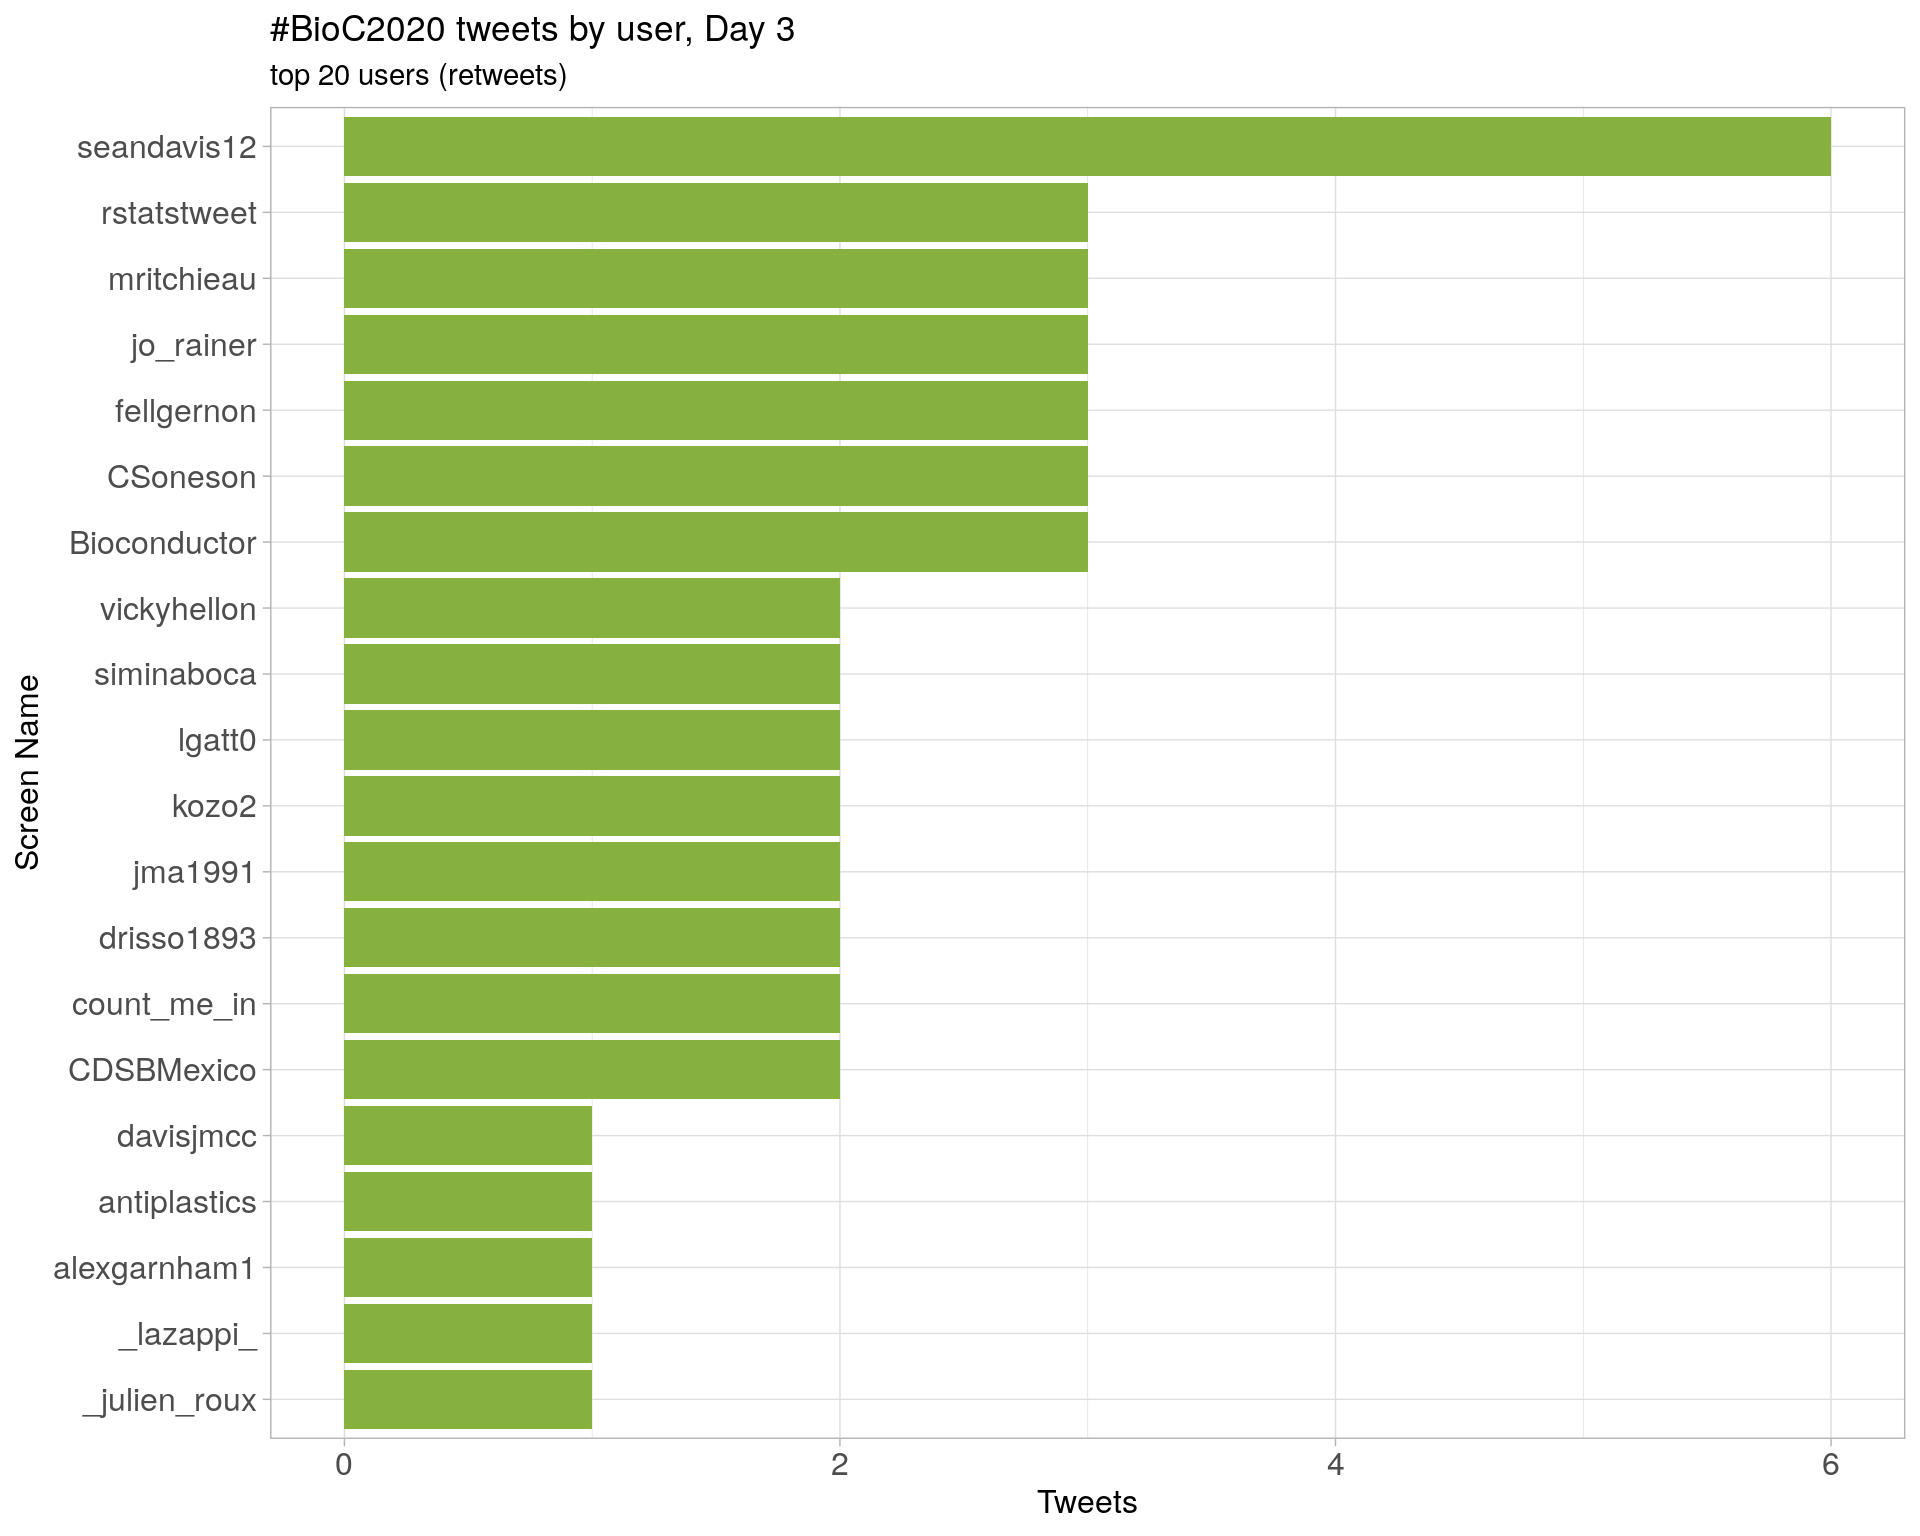 #BioC2020 tweets by user, Day 3
top 20 users (retweets)
Screen Name
seandavis12
rstatstweet
mritchieau
jo_rainer
fellgernon
CSoneson
Bioconductor
vickyhellon
siminaboca
lgatt0
kozo2
jma1991
drisso1893
count_me_in
CDSBMexico
davisjmcc
antiplastics
alexgarnham1
_lazappi_
_julien_roux
0 2 4 6
Tweets